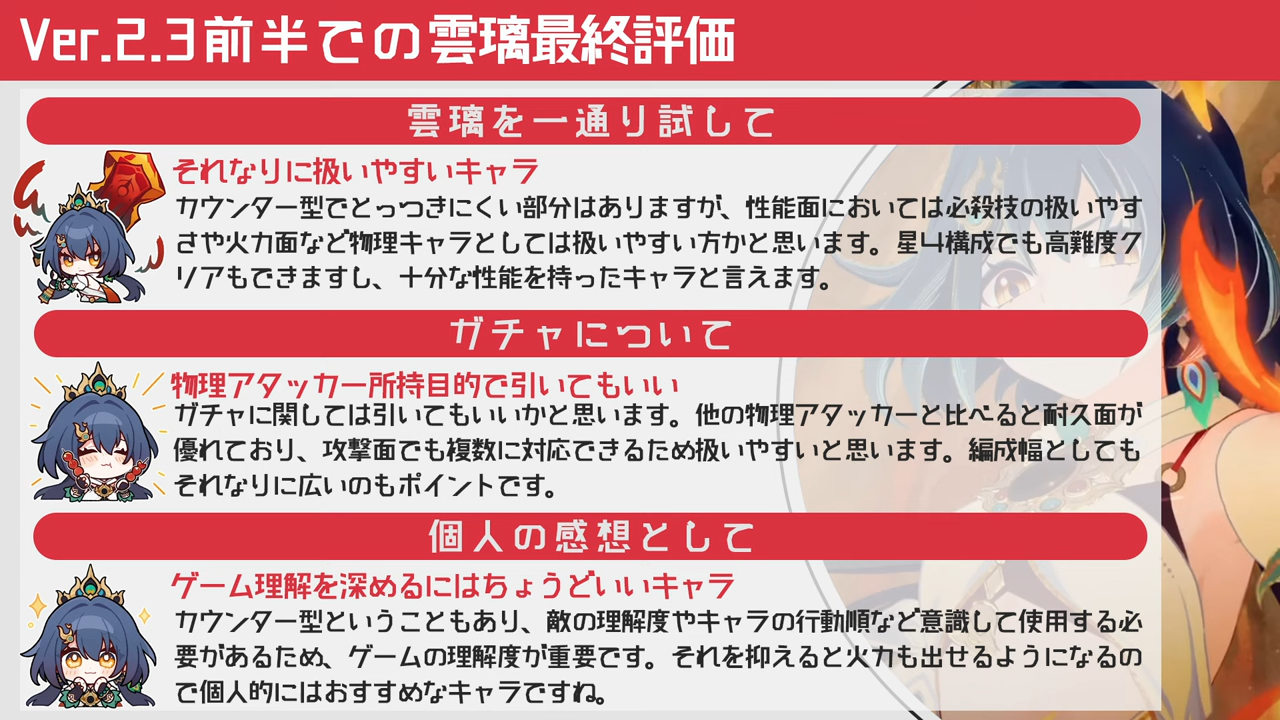 Ver.2.3前半での雲璃最終評価
雲璃を一通り試して
それなりに扱いやすいキャラ
カウンター型でとっつきにくい部分はありますが、性能面においては必殺技の扱いやす
さや火力面など物理キャラとしては扱いやすい方かと思います。星4構成でも高難度ク
リアもできますし、十分な性能を持ったキャラと言えます。
ガチャについて
物理アタッカー所持目的で引いてもいい
ガチャに関しては引いてもいいかと思います。他の物理アタッカーと比べると耐久面が
優れており、攻撃面でも複数に対応できるため扱いやすいと思います。編成幅としても
それなりに広いのもポイントです。
個人の感想として
ゲーム理解を深めるにはちょうどいいキャラ
カウンター型ということもあり、敵の理解度やキャラの行動順など意識して使用する必
要があるため、ゲームの理解度が重要です。それを抑えると火力も出せるようになるの
で個人的にはおすすめなキャラですね。